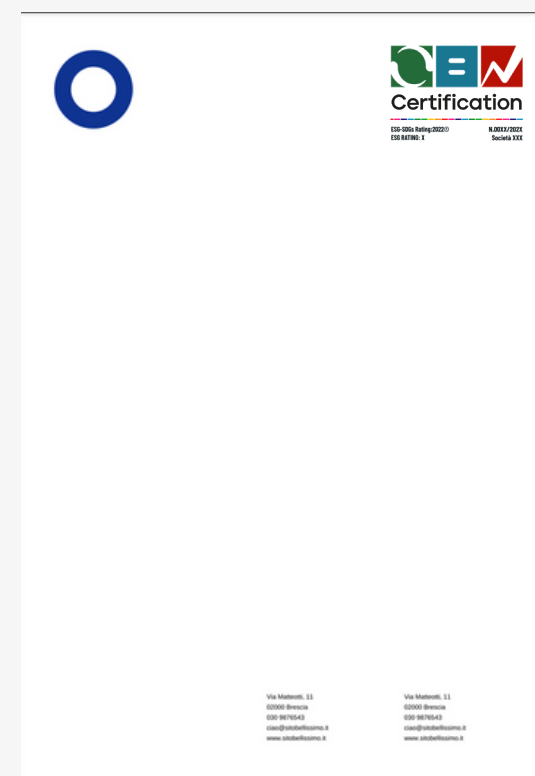 Certification
ESG-SDGs Rating:2022® N.00XX/202X
ESG RATING: X Società XXX
Via Matteotti, 11
02000 Brescia
030 9876543
ciao@sitobellissimo.it
www.sitobellissimo.it
Via Matteotti, 11
02000 Brescia
030 9876543
ciao@sitobellissimo.it
www.sitobellissimo.it